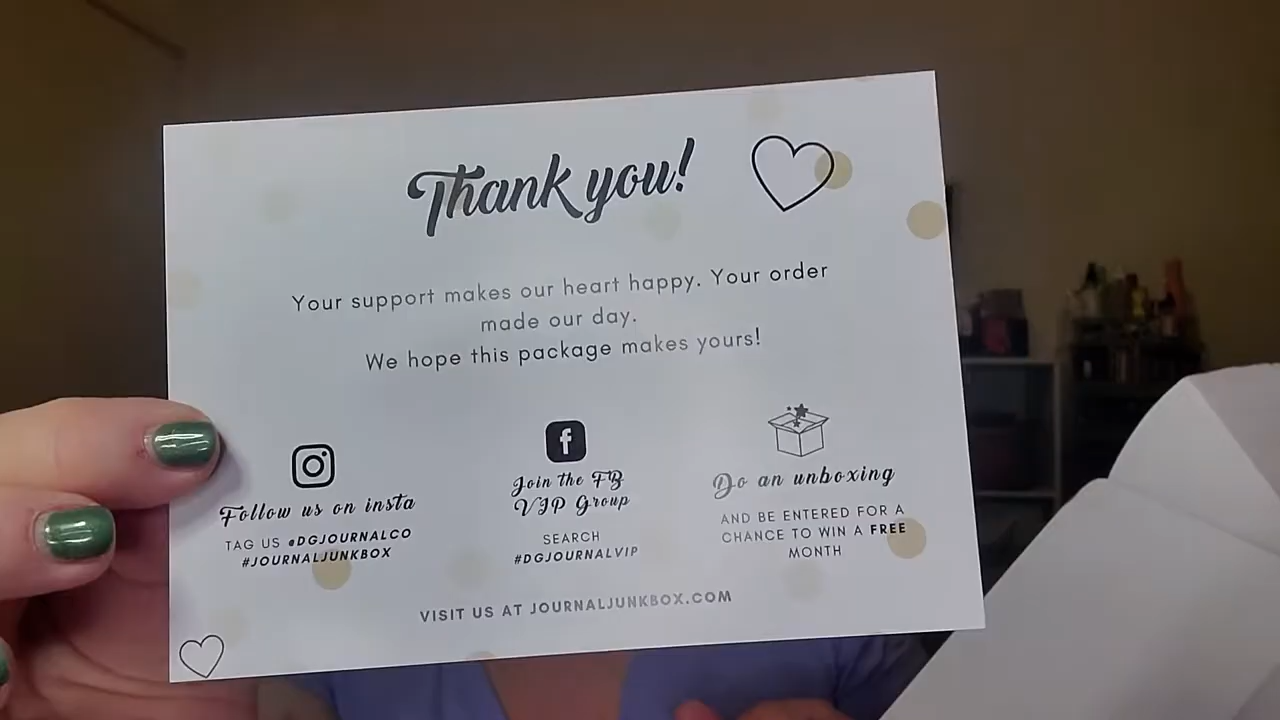 Thank you!
Your support makes our heart happy. Your order
made our day.
We hope this package makes yours!
f
Follow us on insta
TAG US @DGJOURNALCO
#JOURNALJUNKBOX
Join the FB
VIP Group
SEARCH
#DGJOURNALVIP
Do an unboxing
AND BE ENTERED FOR A
CHANCE TO WIN A FREE
MONTH
VISIT US AT JOURNALJUNKBOX.COM